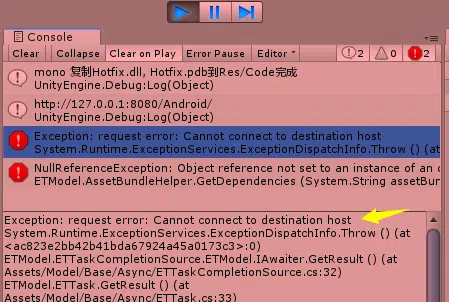 Console
Clear Collapse Clear on Play Error Pause Editor 2 0 2
mono 复制Hotfix.dll, Hotfix.pdb到Res/Code完成
UnityEngine.Debug:Log(Object)
http://127.0.0.1:8080/Android/
UnityEngine.Debug:Log(Object)
Exception: request error: Cannot connect to destination host
System.Runtime.ExceptionServices.ExceptionDispatchInfo.Throw () (at
NullReferenceException: Object reference not set to an instance of an
ETModel.AssetBundleHelper.GetDependencies (System.String assetBun
Exception: request error: Cannot connect to destination host
System.Runtime.ExceptionServices.ExceptionDispatchInfo.Throw () (at
<ac823e2bb42b41bda67924a45a0173c3>:0)
ETModel.ETTaskCompletionSource.ETModel.IAwaiter.GetResult () (at
Assets/Model/Base/Async/ETTaskCompletionSource.cs:32)
ETModel.ETTask.GetResult () (at
Assets/Model/Base/Async/ETTask.cs:33)